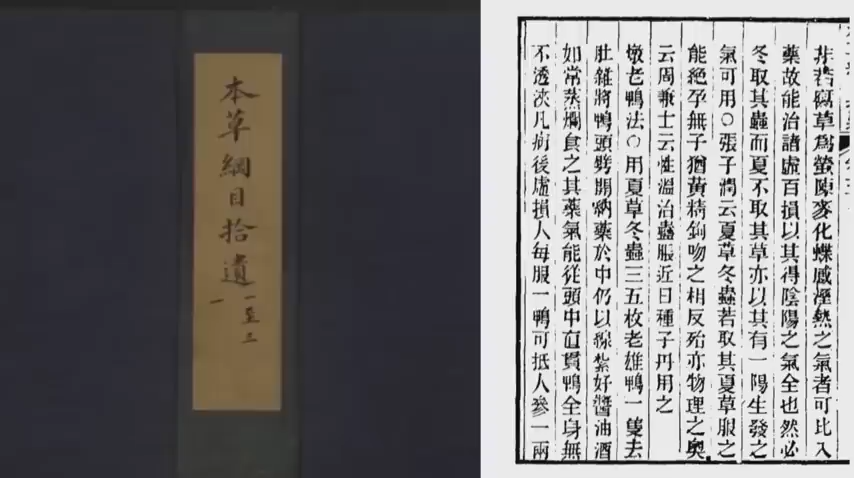 本草綱目拾遺
一至三
一
非若腐草爲螢陳麥化蝶感溼熱之氣者可比入
藥故能治諸虛百損以其得陰陽之氣全也然必
冬取其蟲而夏不取其草亦以其有一陽生發之
氣可用○張子潤云夏草冬蟲若取其夏草服之
能絕孕無子猶黃精鉤吻之相反殆亦物理之奧
云周兼士云性溫治蠱脹近日種子丹用之
燉老鴨法○用夏草冬蟲三五枚老雄鴨一隻去
肚雜將鴨頭劈開納藥於中仍以線紮好醬油酒
如常蒸爛食之其藥氣能從頭中直貫鴨全身無
不透浹凡病後虛損人每服一鴨可抵人參一兩